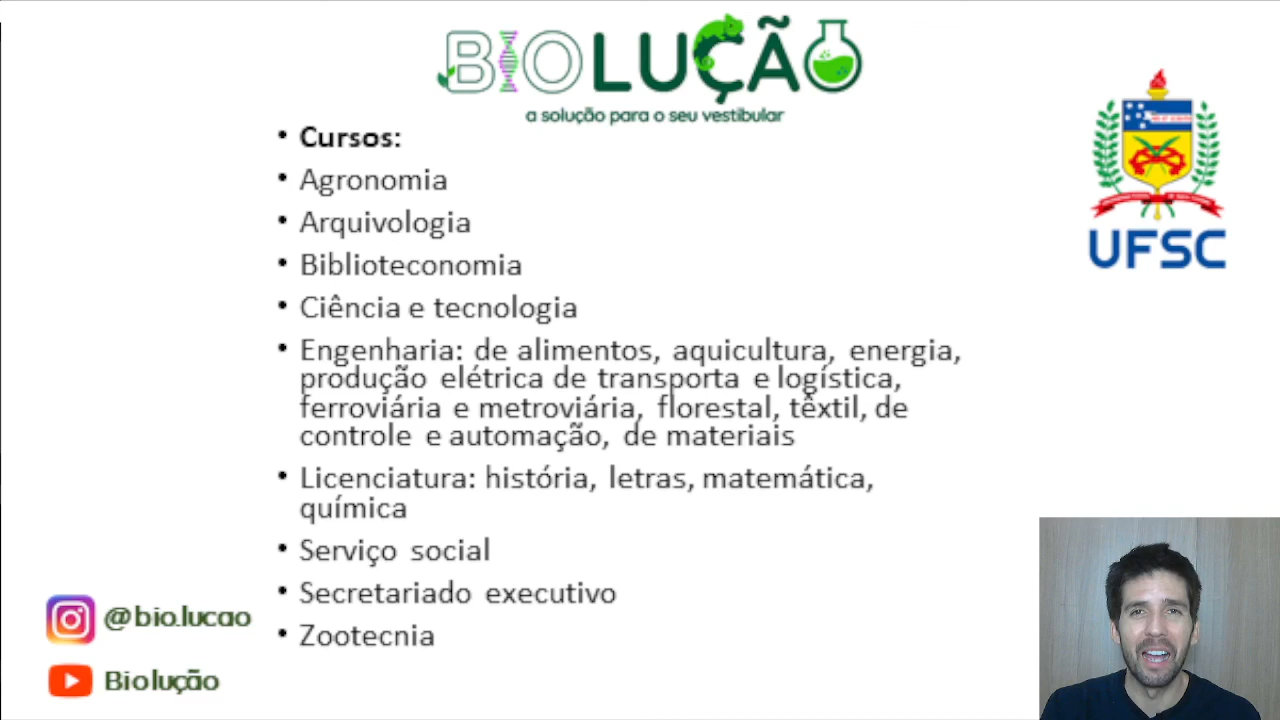 BIOLUÇÃO
a solução para o seu vestibular
Cursos:
Agronomia
Arquivologia
Biblioteconomia
Ciência e tecnologia
Engenharia: de alimentos, aquicultura, energia,
produção elétrica de transporta e logística,
ferroviária e metroviária, florestal, têxtil, de
controle e automação, de materiais
Licenciatura: história, letras, matemática,
química
Serviço social
Secretariado executivo
Zootecnia
UFSC
@bio.lucao
Biolução